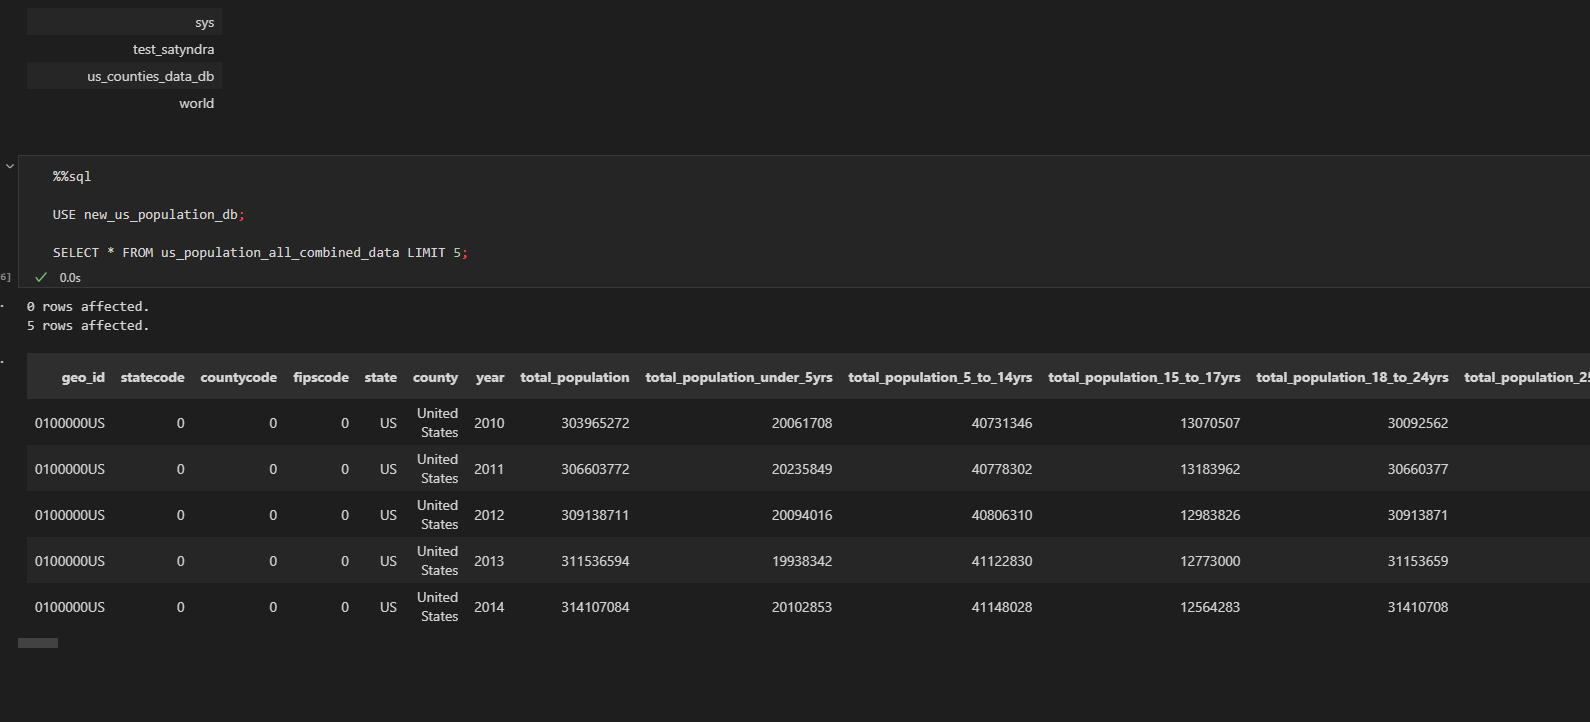 sys
test_satyndra
us_counties_data_db
world
%%sql
USE new_us_population_db;
SELECT * FROM us_population_all_combined_data LIMIT 5;
6]
0.0s
0 rows affected.
5 rows affected.
geo_id statecode countycode fipscode state county year total_population total_population_under_5yrs total_population_5_to_14yrs total_population_15_to_17yrs total_population_18_to_24yrs total_population_25
0100000US 0 0 0 US United States 2010 303965272 20061708 40731346 13070507 30092562
0100000US 0 0 0 US United States 2011 306603772 20235849 40778302 13183962 30660377
0100000US 0 0 0 US United States 2012 309138711 20094016 40806310 12983826 30913871
0100000US 0 0 0 US United States 2013 311536594 19938342 41122830 12773000 31153659
0100000US 0 0 0 US United States 2014 314107084 20102853 41148028 12564283 31410708